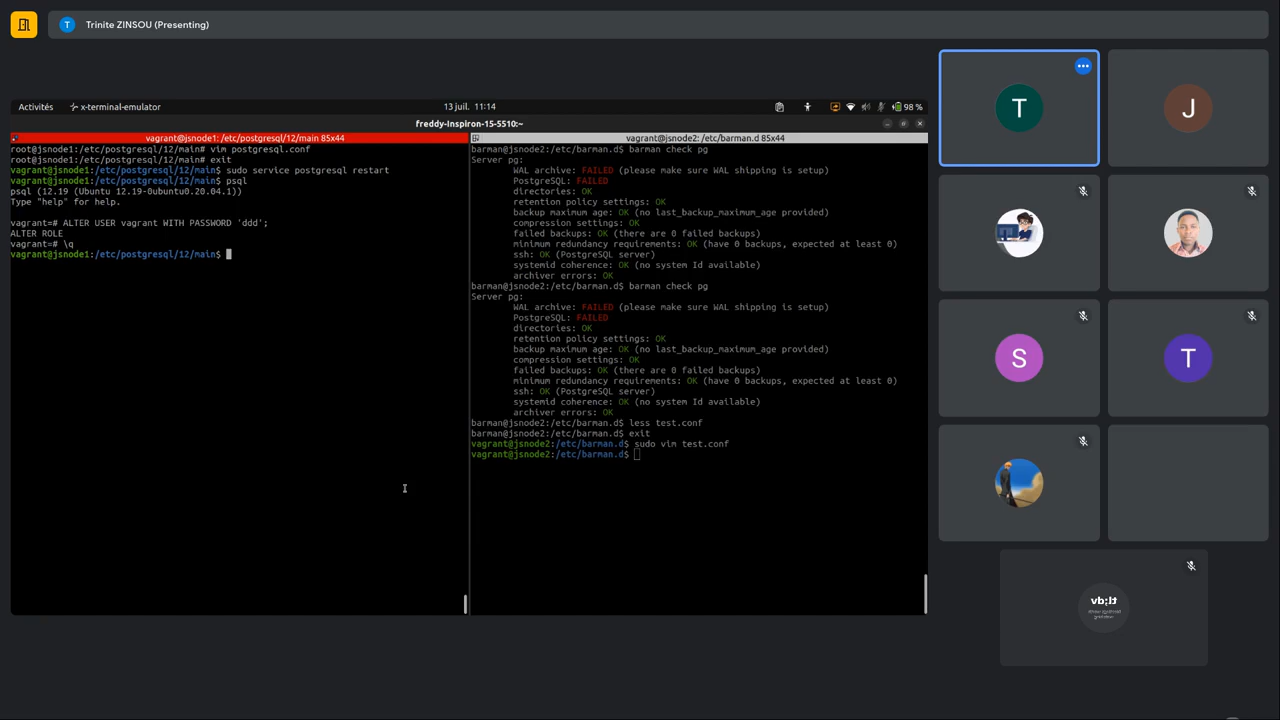 T Trinite ZINSOU (Presenting)
Activités
x-terminal-emulator
13 juil. 11:14
98 %
freddy-Inspiron-15-5510:~
vagrant@jsnode1: /etc/postgresql/12/main 85x44
root@jsnode1:/etc/postgresql/12/main# vim postgresql.conf
root@jsnode1:/etc/postgresql/12/main# exit
vagrant@jsnode1:/etc/postgresql/12/main$ sudo service postgresql restart
vagrant@jsnode1:/etc/postgresql/12/main$ psql
psql (12.19 (Ubuntu 12.19-0ubuntu0.20.04.1))
Type "help" for help.
vagrant=# ALTER USER vagrant WITH PASSWORD 'ddd';
ALTER ROLE
vagrant=# \q
vagrant@jsnode1:/etc/postgresql/12/main$
vagrant@jsnode2: /etc/barman.d 85x44
barman@jsnode2:/etc/barman.d$ barman check pg
Server pg:
WAL archive: FAILED (please make sure WAL shipping is setup)
PostgreSQL: FAILED
directories: OK
retention policy settings: OK
backup maximum age: OK (no last_backup_maximum_age provided)
compression settings: OK
failed backups: OK (there are 0 failed backups)
minimum redundancy requirements: OK (have 0 backups, expected at least 0)
ssh: OK (PostgreSQL server)
systemid coherence: OK (no system Id available)
archiver errors: OK
barman@jsnode2:/etc/barman.d$ barman check pg
Server pg:
WAL archive: FAILED (please make sure WAL shipping is setup)
PostgreSQL: FAILED
directories: OK
retention policy settings: OK
backup maximum age: OK (no last_backup_maximum_age provided)
compression settings: OK
failed backups: OK (there are 0 failed backups)
minimum redundancy requirements: OK (have 0 backups, expected at least 0)
ssh: OK (PostgreSQL server)
systemid coherence: OK (no system Id available)
archiver errors: OK
barman@jsnode2:/etc/barman.d$ less test.conf
barman@jsnode2:/etc/barman.d$ exit
vagrant@jsnode2:/etc/barman.d$ sudo vim test.conf
vagrant@jsnode2:/etc/barman.d$
T
J
S
T